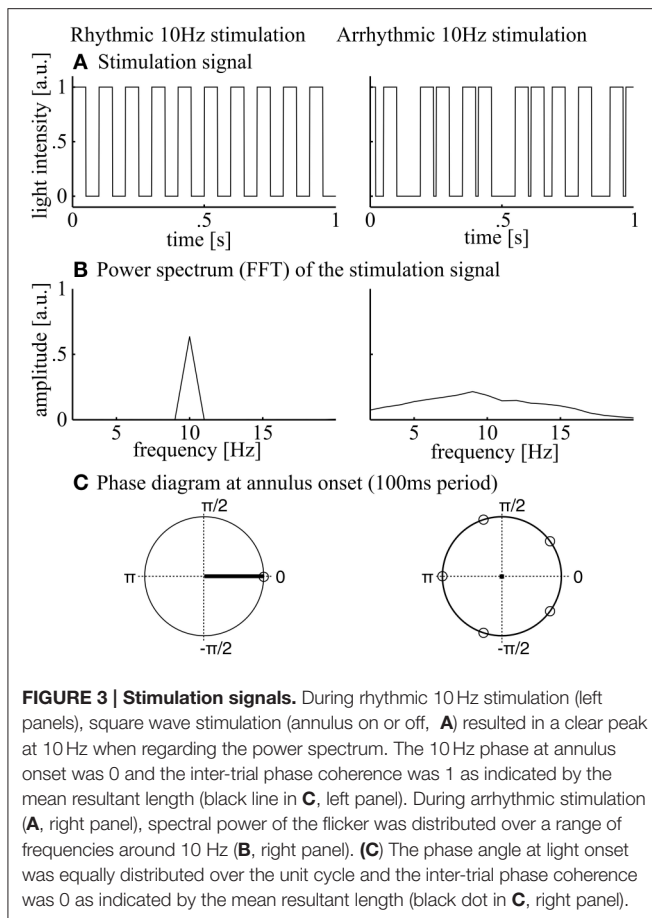 Rhythmic 10Hz stimulation Arrhythmic 10Hz stimulation
A Stimulation signal
light intensity [a.u.]
1
.5
0
0 .5 1
time [s]
0 .5 1
time [s]
B Power spectrum (FFT) of the stimulation signal
amplitude [a.u.]
1
.5
0
5 10 15
frequency [Hz]
5 10 15
frequency [Hz]
C Phase diagram at annulus onset (100ms period)
π/2
π 0
-π/2
π/2
π 0
-π/2
FIGURE 3 | Stimulation signals. During rhythmic 10 Hz stimulation (left
panels), square wave stimulation (annulus on or off, A) resulted in a clear peak
at 10 Hz when regarding the power spectrum. The 10 Hz phase at annulus
onset was 0 and the inter-trial phase coherence was 1 as indicated by the
mean resultant length (black line in C, left panel). During arrhythmic stimulation
(A, right panel), spectral power of the flicker was distributed over a range of
frequencies around 10 Hz (B, right panel). (C) The phase angle at light onset
was equally distributed over the unit cycle and the inter-trial phase coherence
was 0 as indicated by the mean resultant length (black dot in C, right panel).